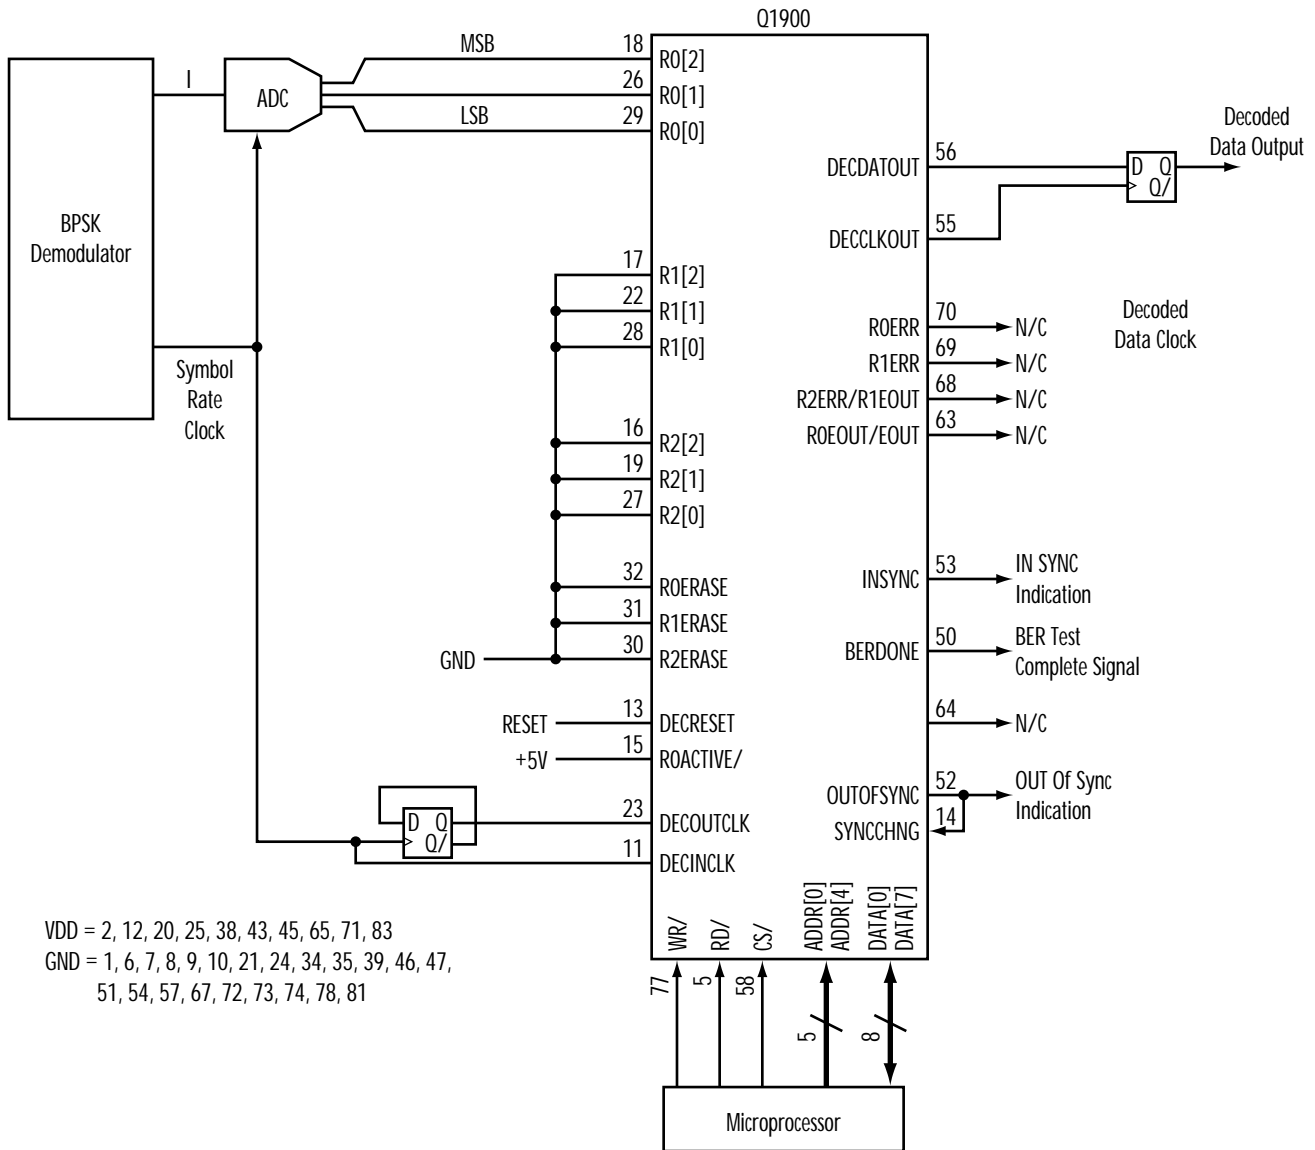 Q1900
BPSK
Demodulator
I
ADC
MSB
LSB
Symbol
Rate
Clock
18 R0[2]
26 R0[1]
29 R0[0]
17 R1[2]
22 R1[1]
28 R1[0]
16 R2[2]
19 R2[1]
27 R2[0]
32 R0ERASE
31 R1ERASE
GND 30 R2ERASE
RESET 13 DECRESET
+5V 15 ROACTIVE/
D Q
Q/
23 DECOUTCLK
11 DECINCLK
DECDATOUT 56
DECCLKOUT 55
D Q
Q/
Decoded
Data Output
Decoded
Data Clock
R0ERR 70 N/C
R1ERR 69 N/C
R2ERR/R1EOUT 68 N/C
R0EOUT/EOUT 63 N/C
INSYNC 53 IN SYNC
Indication
BERDONE 50 BER Test
Complete Signal
64 N/C
OUTOFSYNC 52 OUT Of Sync
Indication
SYNCCHNG 14
WR/
RD/
CS/
ADDR[0]
ADDR[4]
DATA[0]
DATA[7]
77
5
58
5
8
Microprocessor
VDD = 2, 12, 20, 25, 38, 43, 45, 65, 71, 83
GND = 1, 6, 7, 8, 9, 10, 21, 24, 34, 35, 39, 46, 47,
51, 54, 57, 67, 72, 73, 74, 78, 81